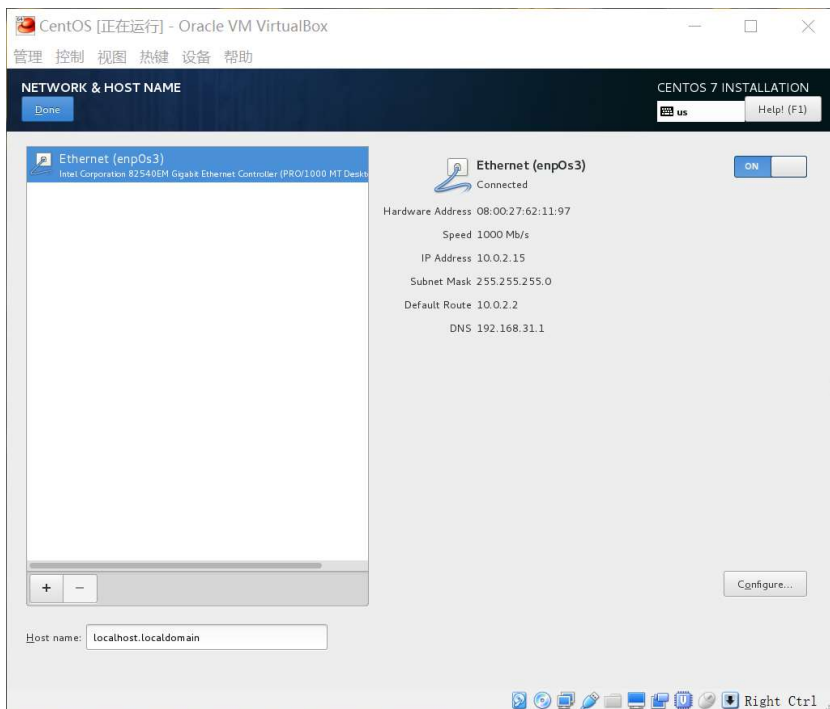 CentOS [正在运行] - Oracle VM VirtualBox
管理 控制 视图 热键 设备 帮助
NETWORK & HOST NAME
CENTOS 7 INSTALLATION
Done
us
Help! (F1)
Ethernet (enp0s3)
Intel Corporation 82540EM Gigabit Ethernet Controller (PRO/1000 MT Deskt
Ethernet (enp0s3)
Connected
ON
Hardware Address 08:00:27:62:11:97
Speed 1000 Mb/s
IP Address 10.0.2.15
Subnet Mask 255.255.255.0
Default Route 10.0.2.2
DNS 192.168.31.1
+ −
Configure...
Host name: localhost.localdomain
Right Ctrl